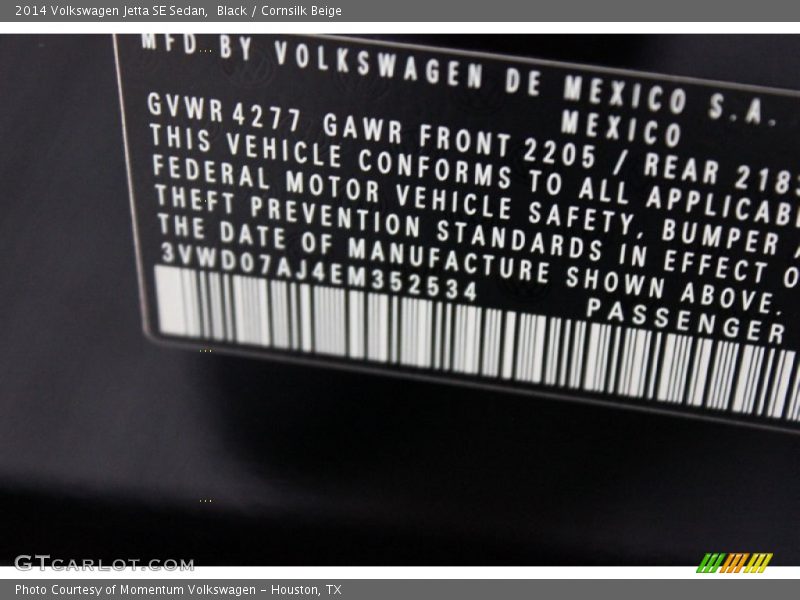 2014 Volkswagen Jetta SE Sedan, Black / Cornsilk Beige
MFD BY VOLKSWAGEN DE MEXICO S.A.
MEXICO
GVWR 4277 GAWR FRONT 2205 / REAR 218
THIS VEHICLE CONFORMS TO ALL APPLICAB
FEDERAL MOTOR VEHICLE SAFETY, BUMPER
THEFT PREVENTION STANDARDS IN EFFECT O
THE DATE OF MANUFACTURE SHOWN ABOVE.
3VWD07AJ4EM352534
PASSENGER
GTCARLOT.COM
Photo Courtesy of Momentum Volkswagen - Houston, TX